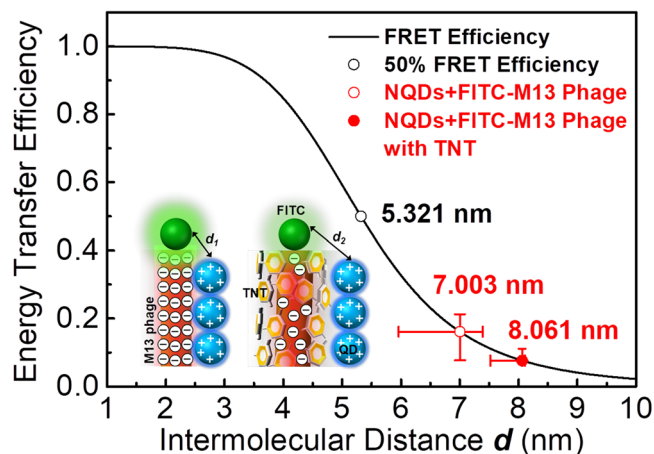 Energy Transfer Efficiency
1.0
0.8
0.6
0.4
0.2
0.0
FRET Efficiency
50% FRET Efficiency
NQDs+FITC-M13 Phage
NQDs+FITC-M13 Phage
with TNT
5.321 nm
7.003 nm
8.061 nm
FITC
d1
d2
TNT
M13 phage
QD
1 2 3 4 5 6 7 8 9 10
Intermolecular Distance d (nm)